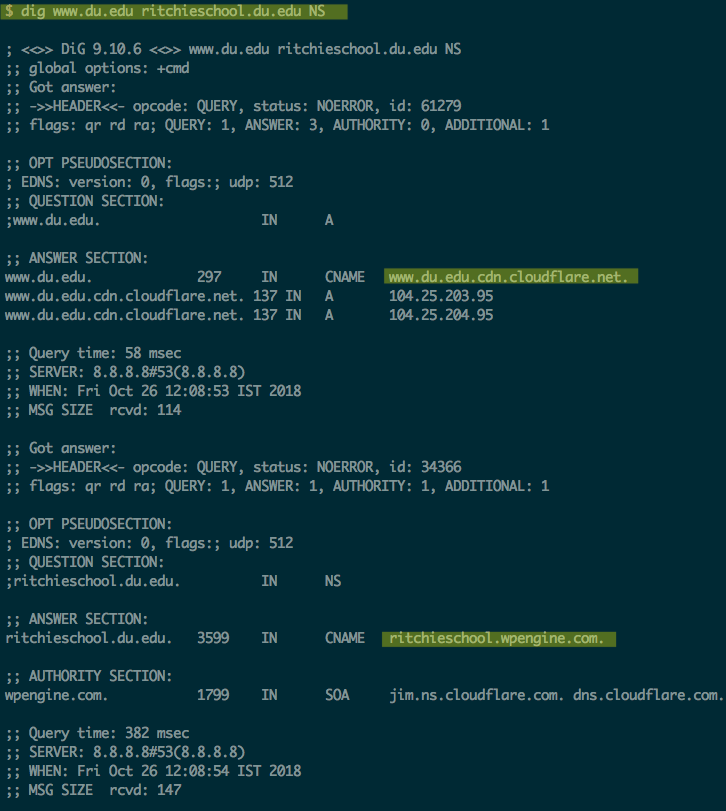 $ dig www.du.edu ritchieschool.du.edu NS
; <<>> DiG 9.10.6 <<>> www.du.edu ritchieschool.du.edu NS
;; global options: +cmd
;; Got answer:
;; ->>HEADER<<- opcode: QUERY, status: NOERROR, id: 61279
;; flags: qr rd ra; QUERY: 1, ANSWER: 3, AUTHORITY: 0, ADDITIONAL: 1
;; OPT PSEUDOSECTION:
; EDNS: version: 0, flags:; udp: 512
;; QUESTION SECTION:
;www.du.edu. IN A
;; ANSWER SECTION:
www.du.edu. 297 IN CNAME www.du.edu.cdn.cloudflare.net.
www.du.edu.cdn.cloudflare.net. 137 IN A 104.25.203.95
www.du.edu.cdn.cloudflare.net. 137 IN A 104.25.204.95
;; Query time: 58 msec
;; SERVER: 8.8.8.8#53(8.8.8.8)
;; WHEN: Fri Oct 26 12:08:53 IST 2018
;; MSG SIZE rcvd: 114
;; Got answer:
;; ->>HEADER<<- opcode: QUERY, status: NOERROR, id: 34366
;; flags: qr rd ra; QUERY: 1, ANSWER: 1, AUTHORITY: 1, ADDITIONAL: 1
;; OPT PSEUDOSECTION:
; EDNS: version: 0, flags:; udp: 512
;; QUESTION SECTION:
;ritchieschool.du.edu. IN NS
;; ANSWER SECTION:
ritchieschool.du.edu. 3599 IN CNAME ritchieschool.wpengine.com.
;; AUTHORITY SECTION:
wpengine.com. 1799 IN SOA jim.ns.cloudflare.com. dns.cloudflare.com.
;; Query time: 382 msec
;; SERVER: 8.8.8.8#53(8.8.8.8)
;; WHEN: Fri Oct 26 12:08:54 IST 2018
;; MSG SIZE rcvd: 147